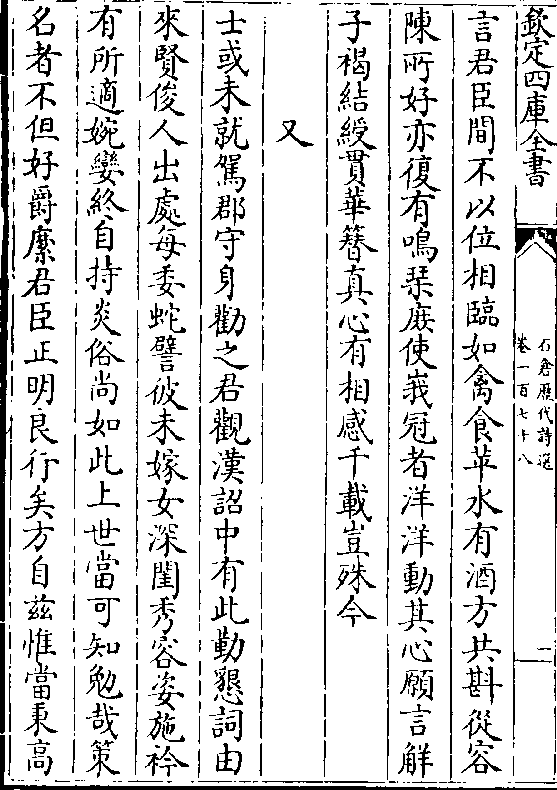 欽定四庫全書
石倉歷代詩選
卷一百七十八
一
言君臣間不以位相臨如禽食苹水有酒方共斟從容
陳所好亦復有鳴琴庻使峩冠者洋洋動其心願言解
子褐結綬貫華簪真心有相感千載豈殊今
又
士或未就駕郡守身勸之君觀漢詔中有此勤懇詞由
來賢俊人出處每委蛇譬彼未嫁女深閨秀容姿施衿
有所適婉孌終自持炎俗尚如此上世當可知勉哉策
名者不但好爵縻君臣正明良行矣方自兹惟當秉高